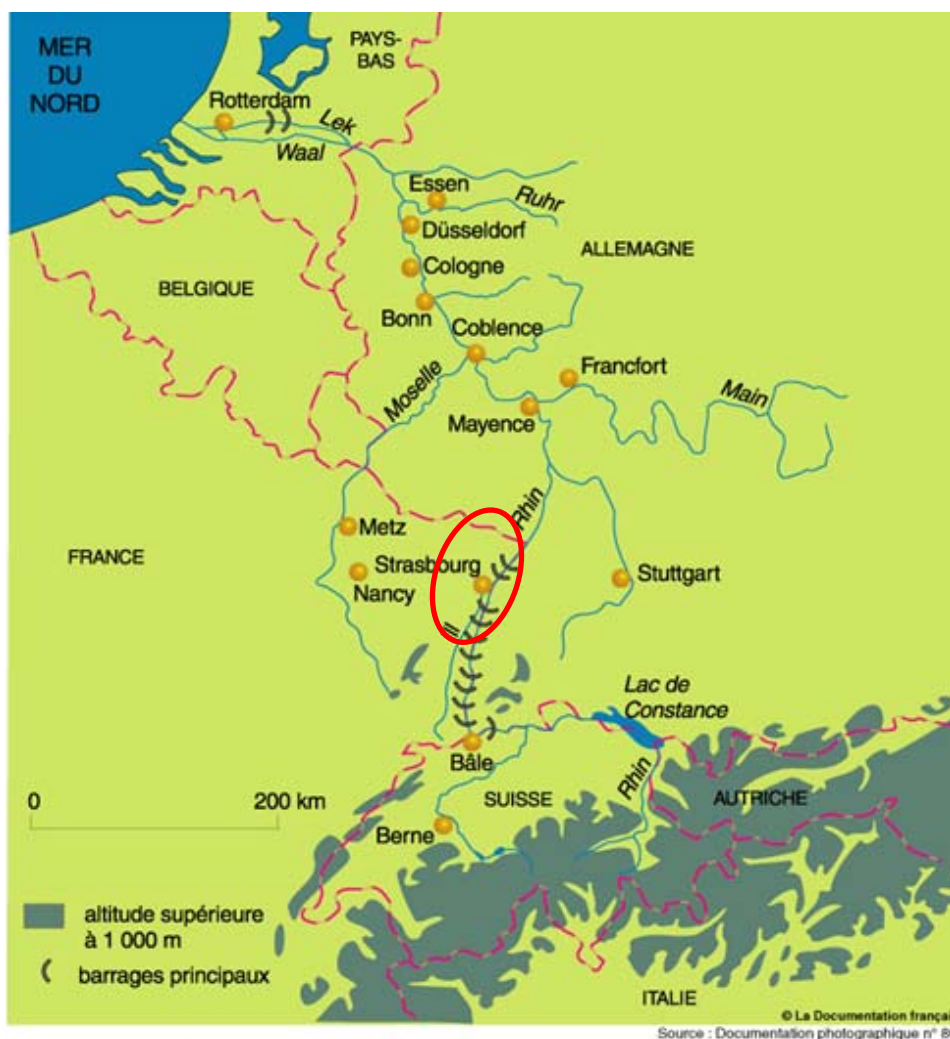 MER
DU
NORD
PAYS-
BAS
Rotterdam
Lek
Waal
Essen
Ruhr
Düsseldorf
ALLEMAGNE
Cologne
BELGIQUE
Bonn
Coblence
Francfort
Moselle
Main
Mayence
Rhin
Metz
FRANCE
Strasbourg
Nancy
Stuttgart
Ill
Lac de
Constance
Bâle
Rhin
0
200 km
SUISSE
AUTRICHE
Berne
altitude supérieure
à 1 000 m
barrages principaux
ITALIE
© La Documentation françai
Source : Documentation photographique n° 8